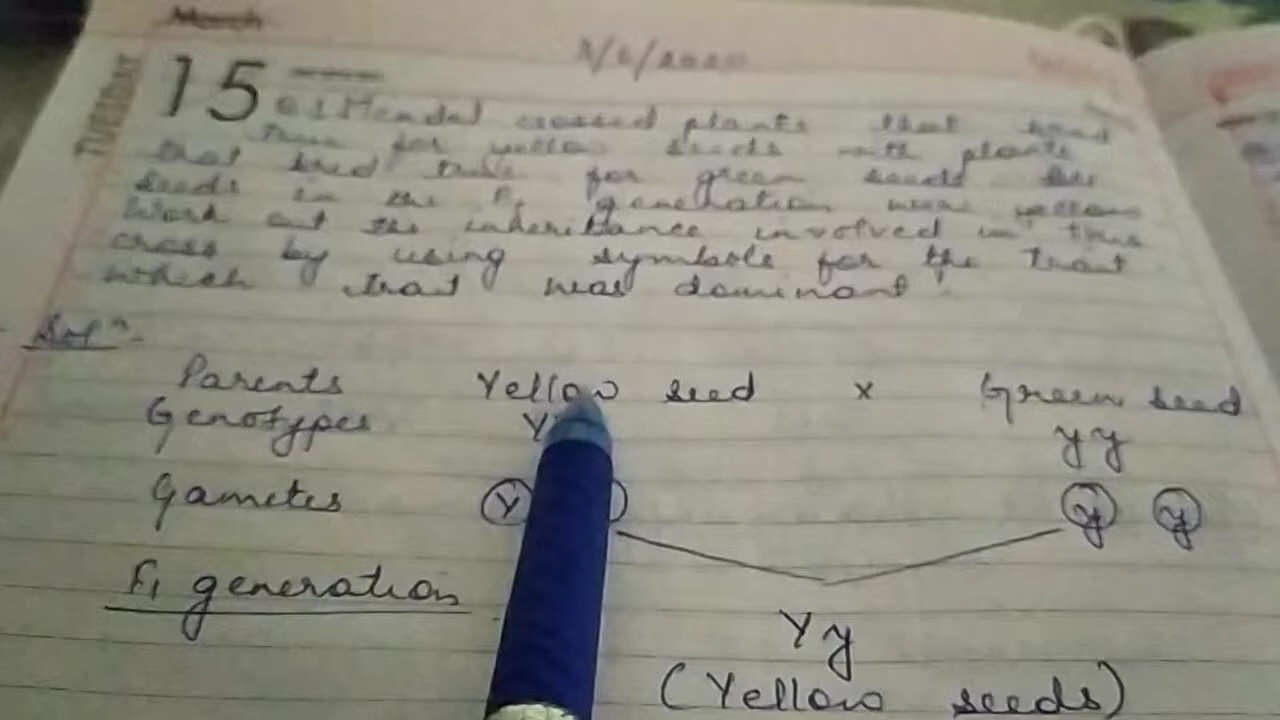 March
TUESDAY
15
Q.1 Mendal crossed plants that bred
True for yellow seeds with plants
that bred true for green seeds the
seeds in the F₁ generation were yellow
Work out the inheritance involved in this
cross by using symbols for the trait
which trait was dominant
Solⁿ-
Parents Yellow seed x Green seed
Genotypes Y yy
Gametes Y y y
F₁ generation
Yy
(Yellow seeds)